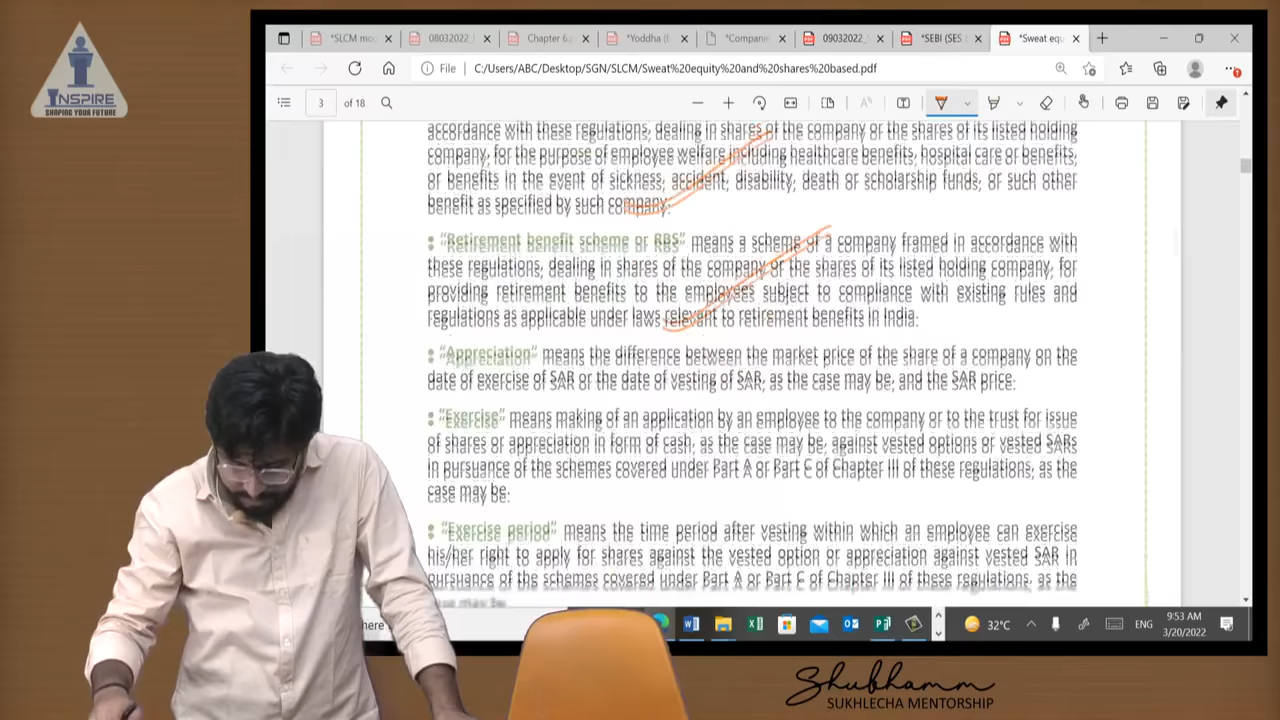 INSPIRE
SHAPING YOUR FUTURE
*SLCM mo
08032022_
Chapter 6.
*Yoddha (
*Companie
09032022_
*SEBI (SES
*Sweat equ
File
C:/Users/ABC/Desktop/SGN/SLCM/Sweat%20equity%20and%20shares%20based.pdf
3 of 18
accordance with these regulations, dealing in shares of the company or the shares of its listed holding
company, for the purpose of employee welfare including healthcare benefits, hospital care or benefits,
or benefits in the event of sickness, accident, disability, death or scholarship funds, or such other
benefit as specified by such company;
• “Retirement benefit scheme or RBS” means a scheme of a company framed in accordance with
these regulations, dealing in shares of the company or the shares of its listed holding company, for
providing retirement benefits to the employees subject to compliance with existing rules and
regulations as applicable under laws relevant to retirement benefits in India.
• “Appreciation” means the difference between the market price of the share of a company on the
date of exercise of SAR or the date of vesting of SAR, as the case may be, and the SAR price.
• “Exercise” means making of an application by an employee to the company or to the trust for issue
of shares or appreciation in form of cash, as the case may be, against vested options or vested SARs
in pursuance of the schemes covered under Part A or Part C of Chapter III of these regulations, as the
case may be.
• “Exercise period” means the time period after vesting within which an employee can exercise
his/her right to apply for shares against the vested option or appreciation against vested SAR in
pursuance of the schemes covered under Part A or Part C of Chapter III of these regulations, as the
case may be
here
32°C
ENG
9:53 AM
3/20/2022
Shubhamm
SUKHLECHA MENTORSHIP